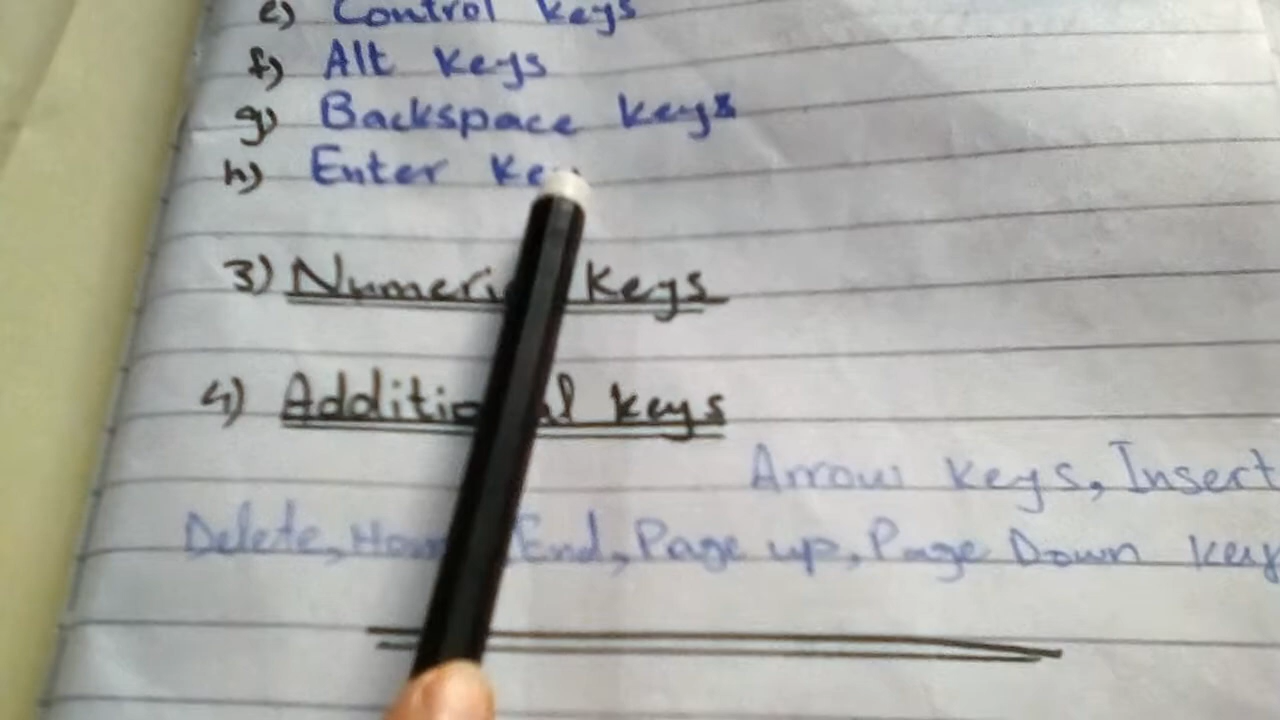 e) Control Keys
f) Alt Keys
g) Backspace keys
h) Enter
3) Keys
4) keys
Arrow keys, Insert
Delete, End, Page up, Page Down key